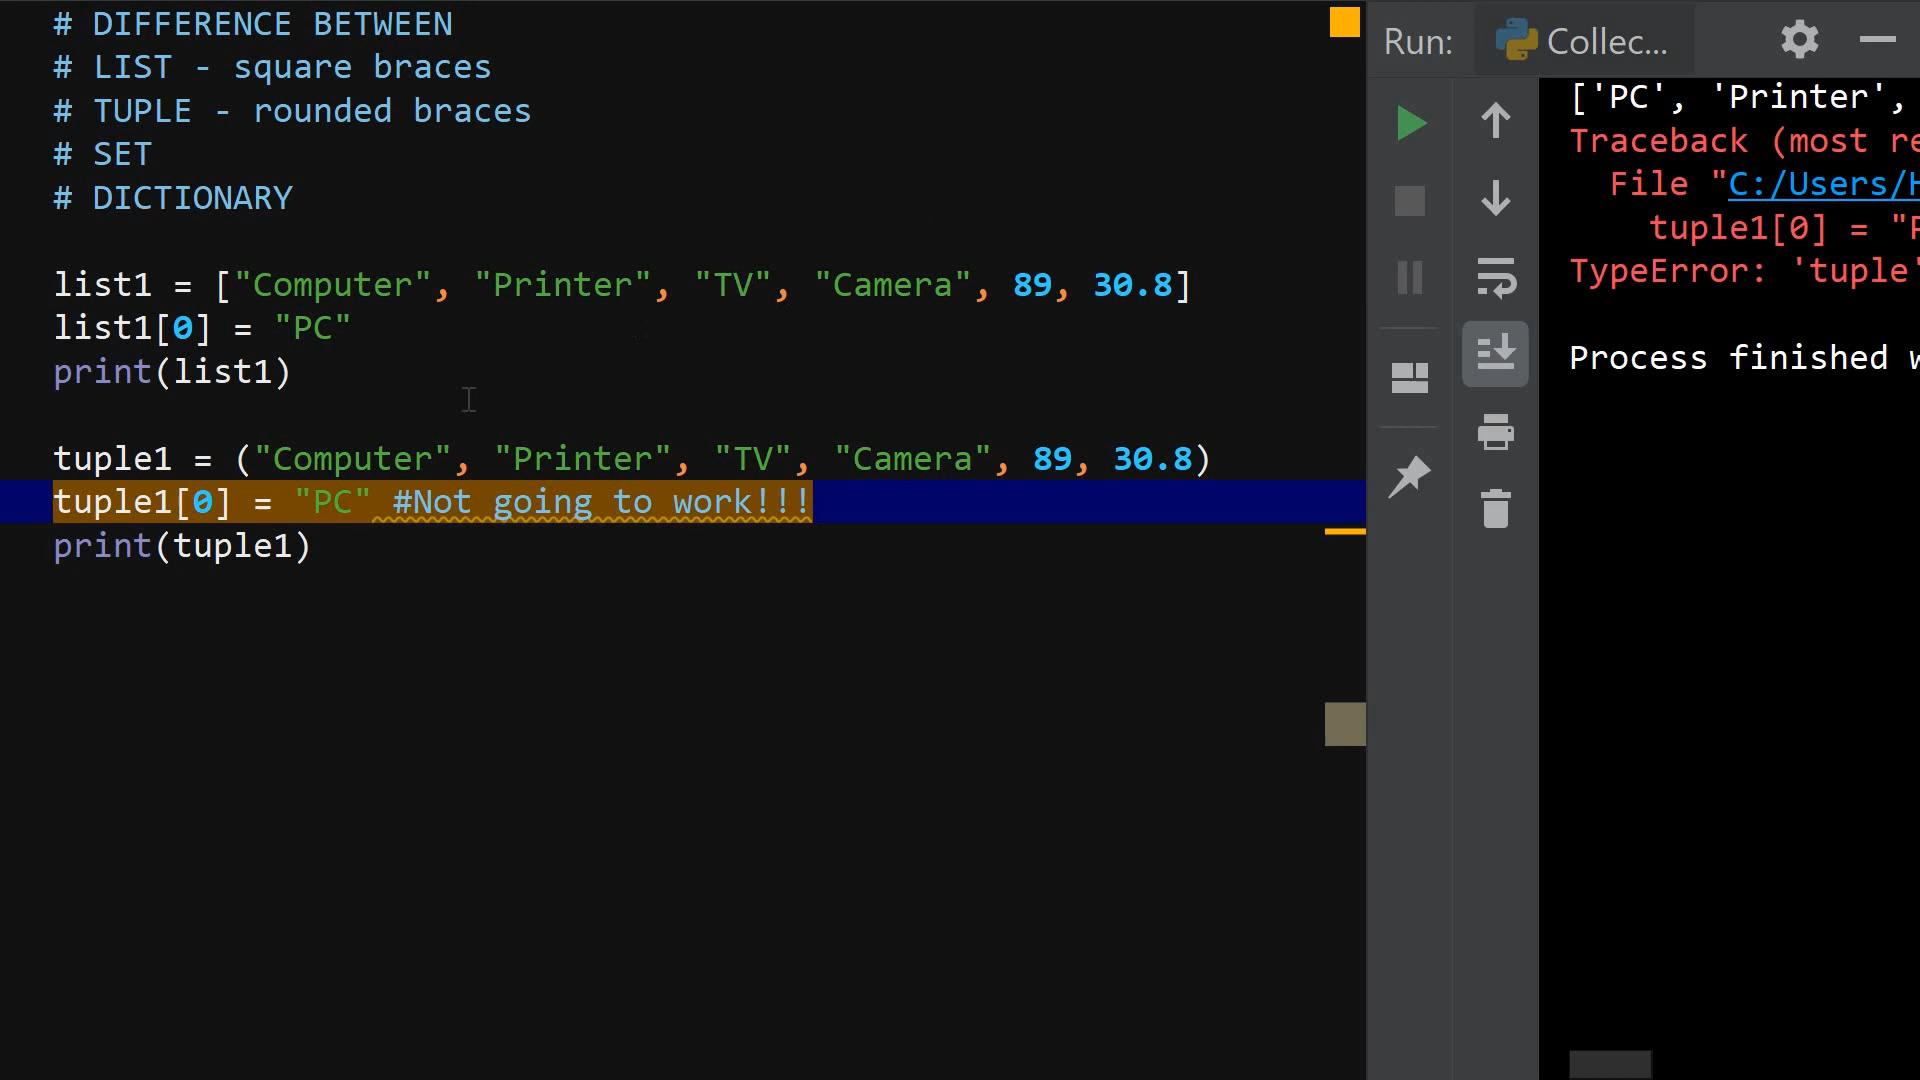 # DIFFERENCE BETWEEN
# LIST - square braces
# TUPLE - rounded braces
# SET
# DICTIONARY
list1 = ["Computer", "Printer", "TV", "Camera", 89, 30.8]
list1[0] = "PC"
print(list1)
tuple1 = ("Computer", "Printer", "TV", "Camera", 89, 30.8)
tuple1[0] = "PC" #Not going to work!!!
print(tuple1)
Run: Collec...
['PC', 'Printer',
Traceback (most re
File "C:/Users/H
tuple1[0] = "P
TypeError: 'tuple'
Process finished w